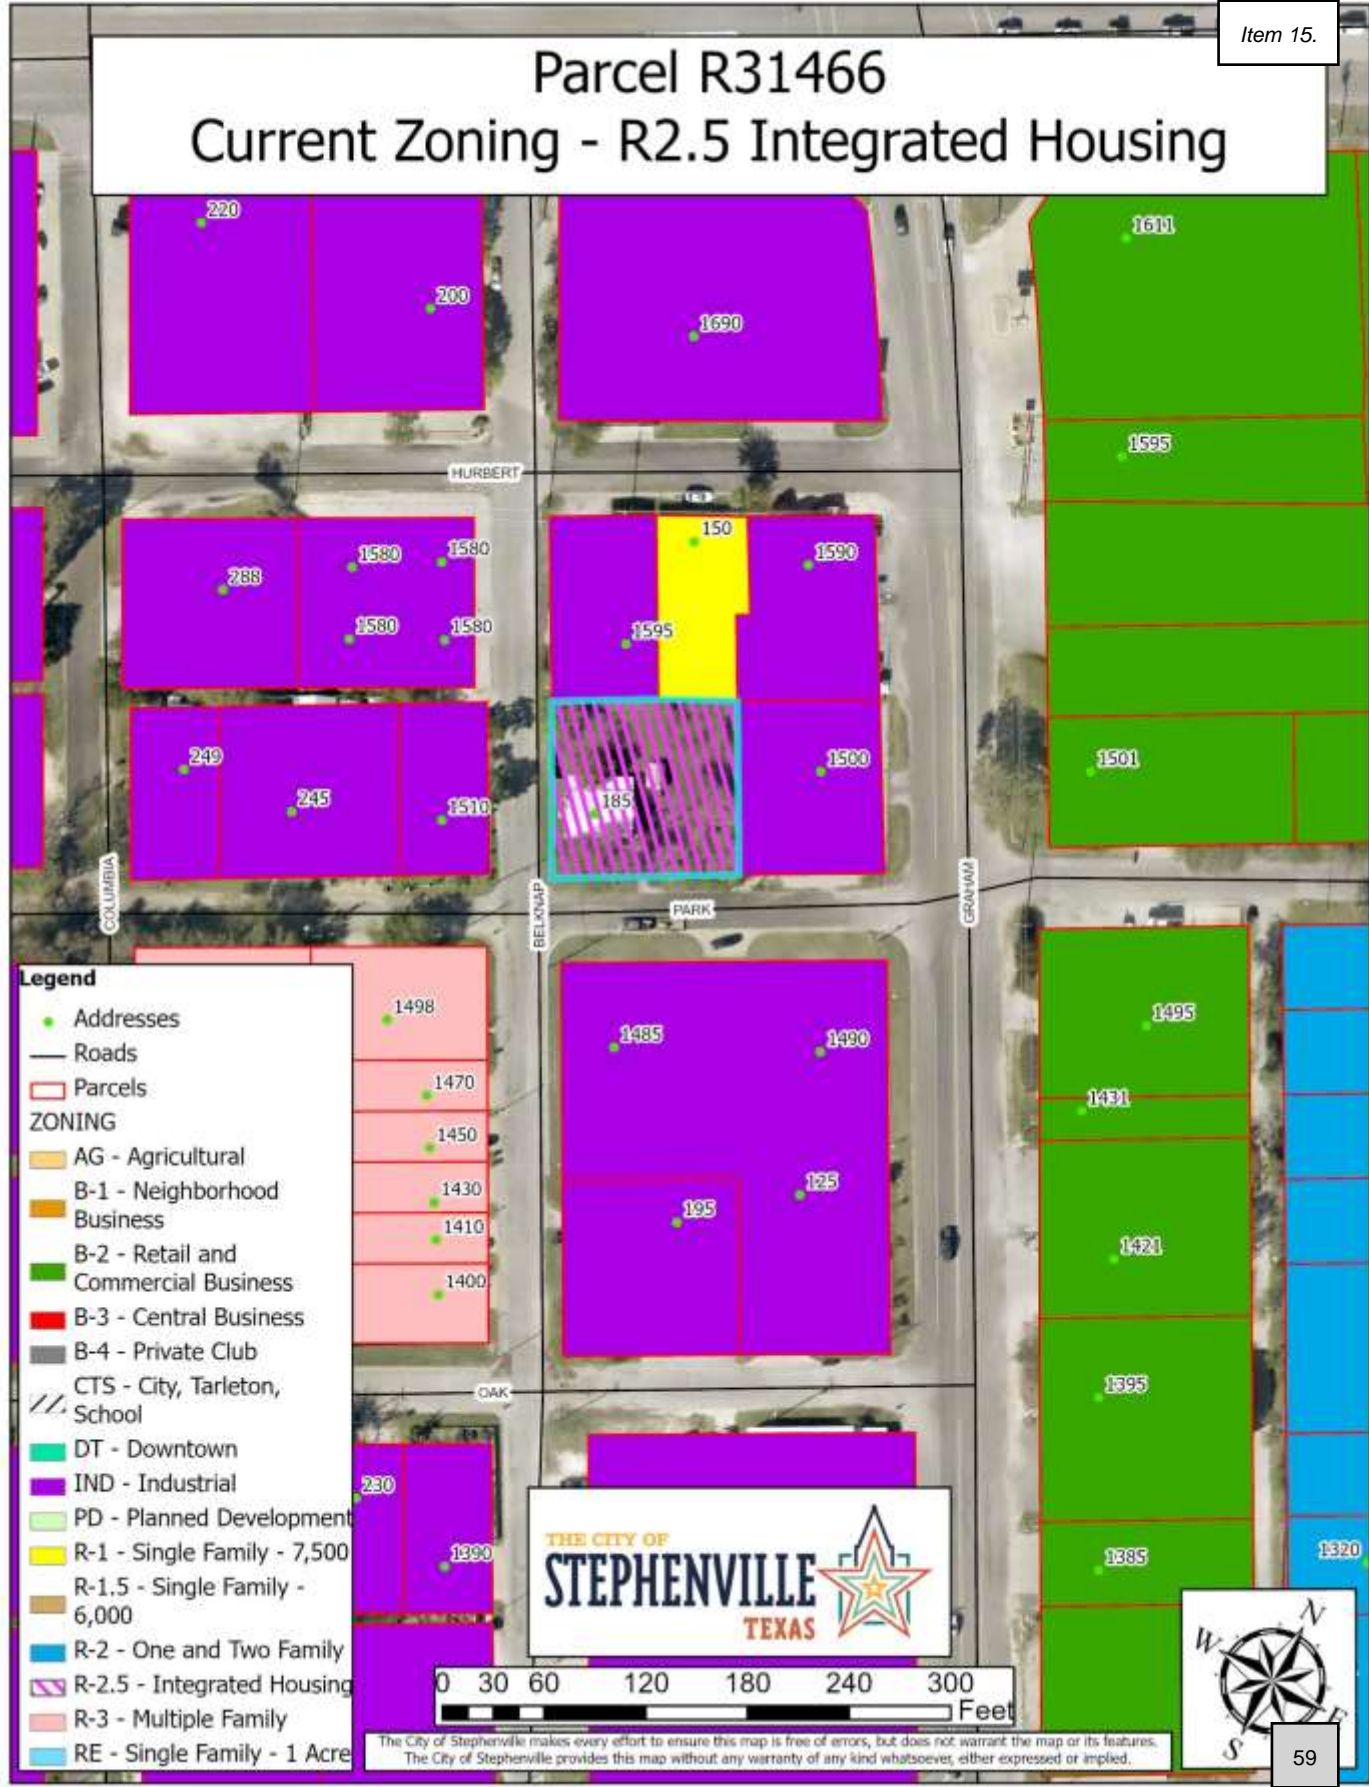 Item 15.
Parcel R31466
Current Zoning - R2.5 Integrated Housing
220
200
1690
1611
1595
HURBERT
150
1590
1580
1580
288
1580
1580
1595
249
245
1510
185
1500
1501
COLUMBIA
BELKNAP
PARK
GRAHAM
1498
1485
1490
1495
1470
1431
1450
1430
195
125
1410
1421
1400
OAK
1395
230
1390
1385
1320
Legend
Addresses
Roads
Parcels
ZONING
AG - Agricultural
B-1 - Neighborhood
Business
B-2 - Retail and
Commercial Business
B-3 - Central Business
B-4 - Private Club
CTS - City, Tarleton,
School
DT - Downtown
IND - Industrial
PD - Planned Development
R-1 - Single Family - 7,500
R-1.5 - Single Family -
6,000
R-2 - One and Two Family
R-2.5 - Integrated Housing
R-3 - Multiple Family
RE - Single Family - 1 Acre
THE CITY OF
STEPHENVILLE
TEXAS
0 30 60 120 180 240 300
Feet
The City of Stephenville makes every effort to ensure this map is free of errors, but does not warrant the map or its features.
The City of Stephenville provides this map without any warranty of any kind whatsoever, either expressed or implied.
N
W
E
S
59